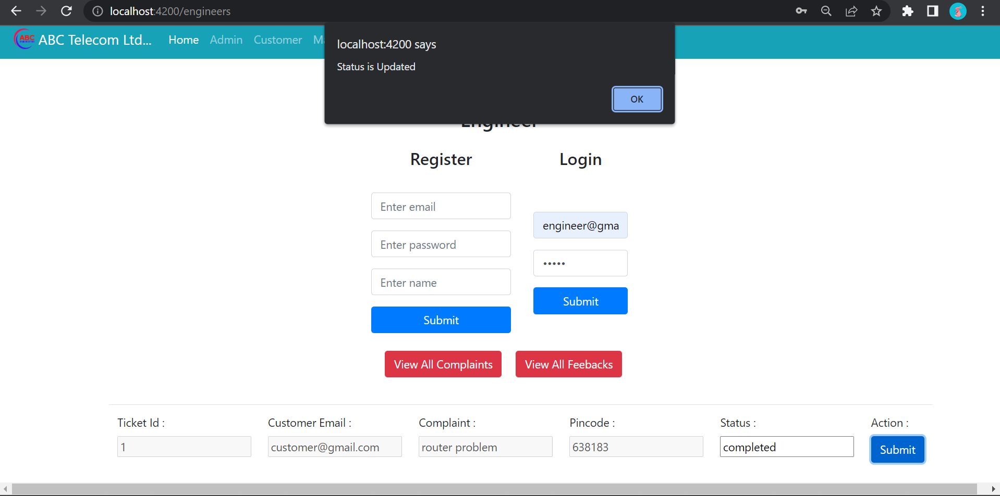 localhost:4200/engineers
ABC
ABC Telecom Ltd...
Home
Admin
Customer
localhost:4200 says
Status is Updated
OK
Engineer
Register
Login
Enter email
engineer@gma
Enter password
•••••
Enter name
Submit
Submit
View All Complaints
View All Feebacks
Ticket Id :
Customer Email :
Complaint :
Pincode :
Status :
Action :
1
customer@gmail.com
router problem
638183
completed
Submit